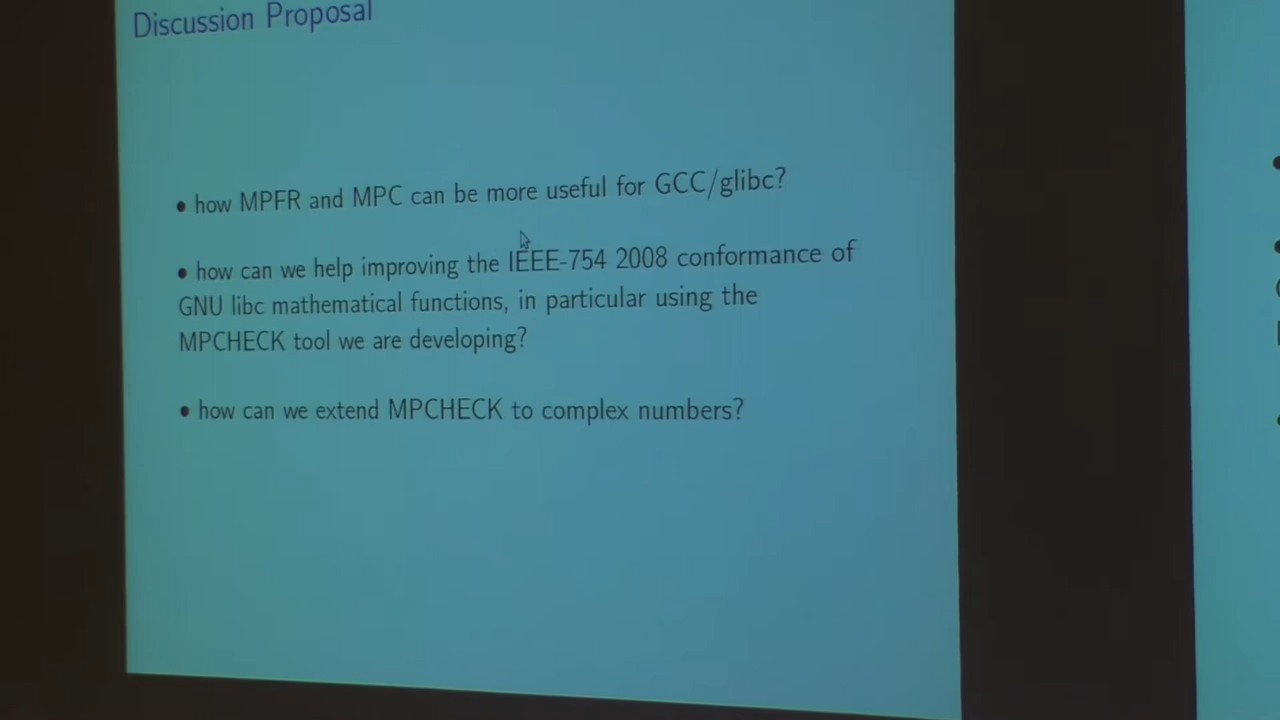 Discussion Proposal
• how MPFR and MPC can be more useful for GCC/glibc?
• how can we help improving the IEEE-754 2008 conformance of
GNU libc mathematical functions, in particular using the
MPCHECK tool we are developing?
• how can we extend MPCHECK to complex numbers?